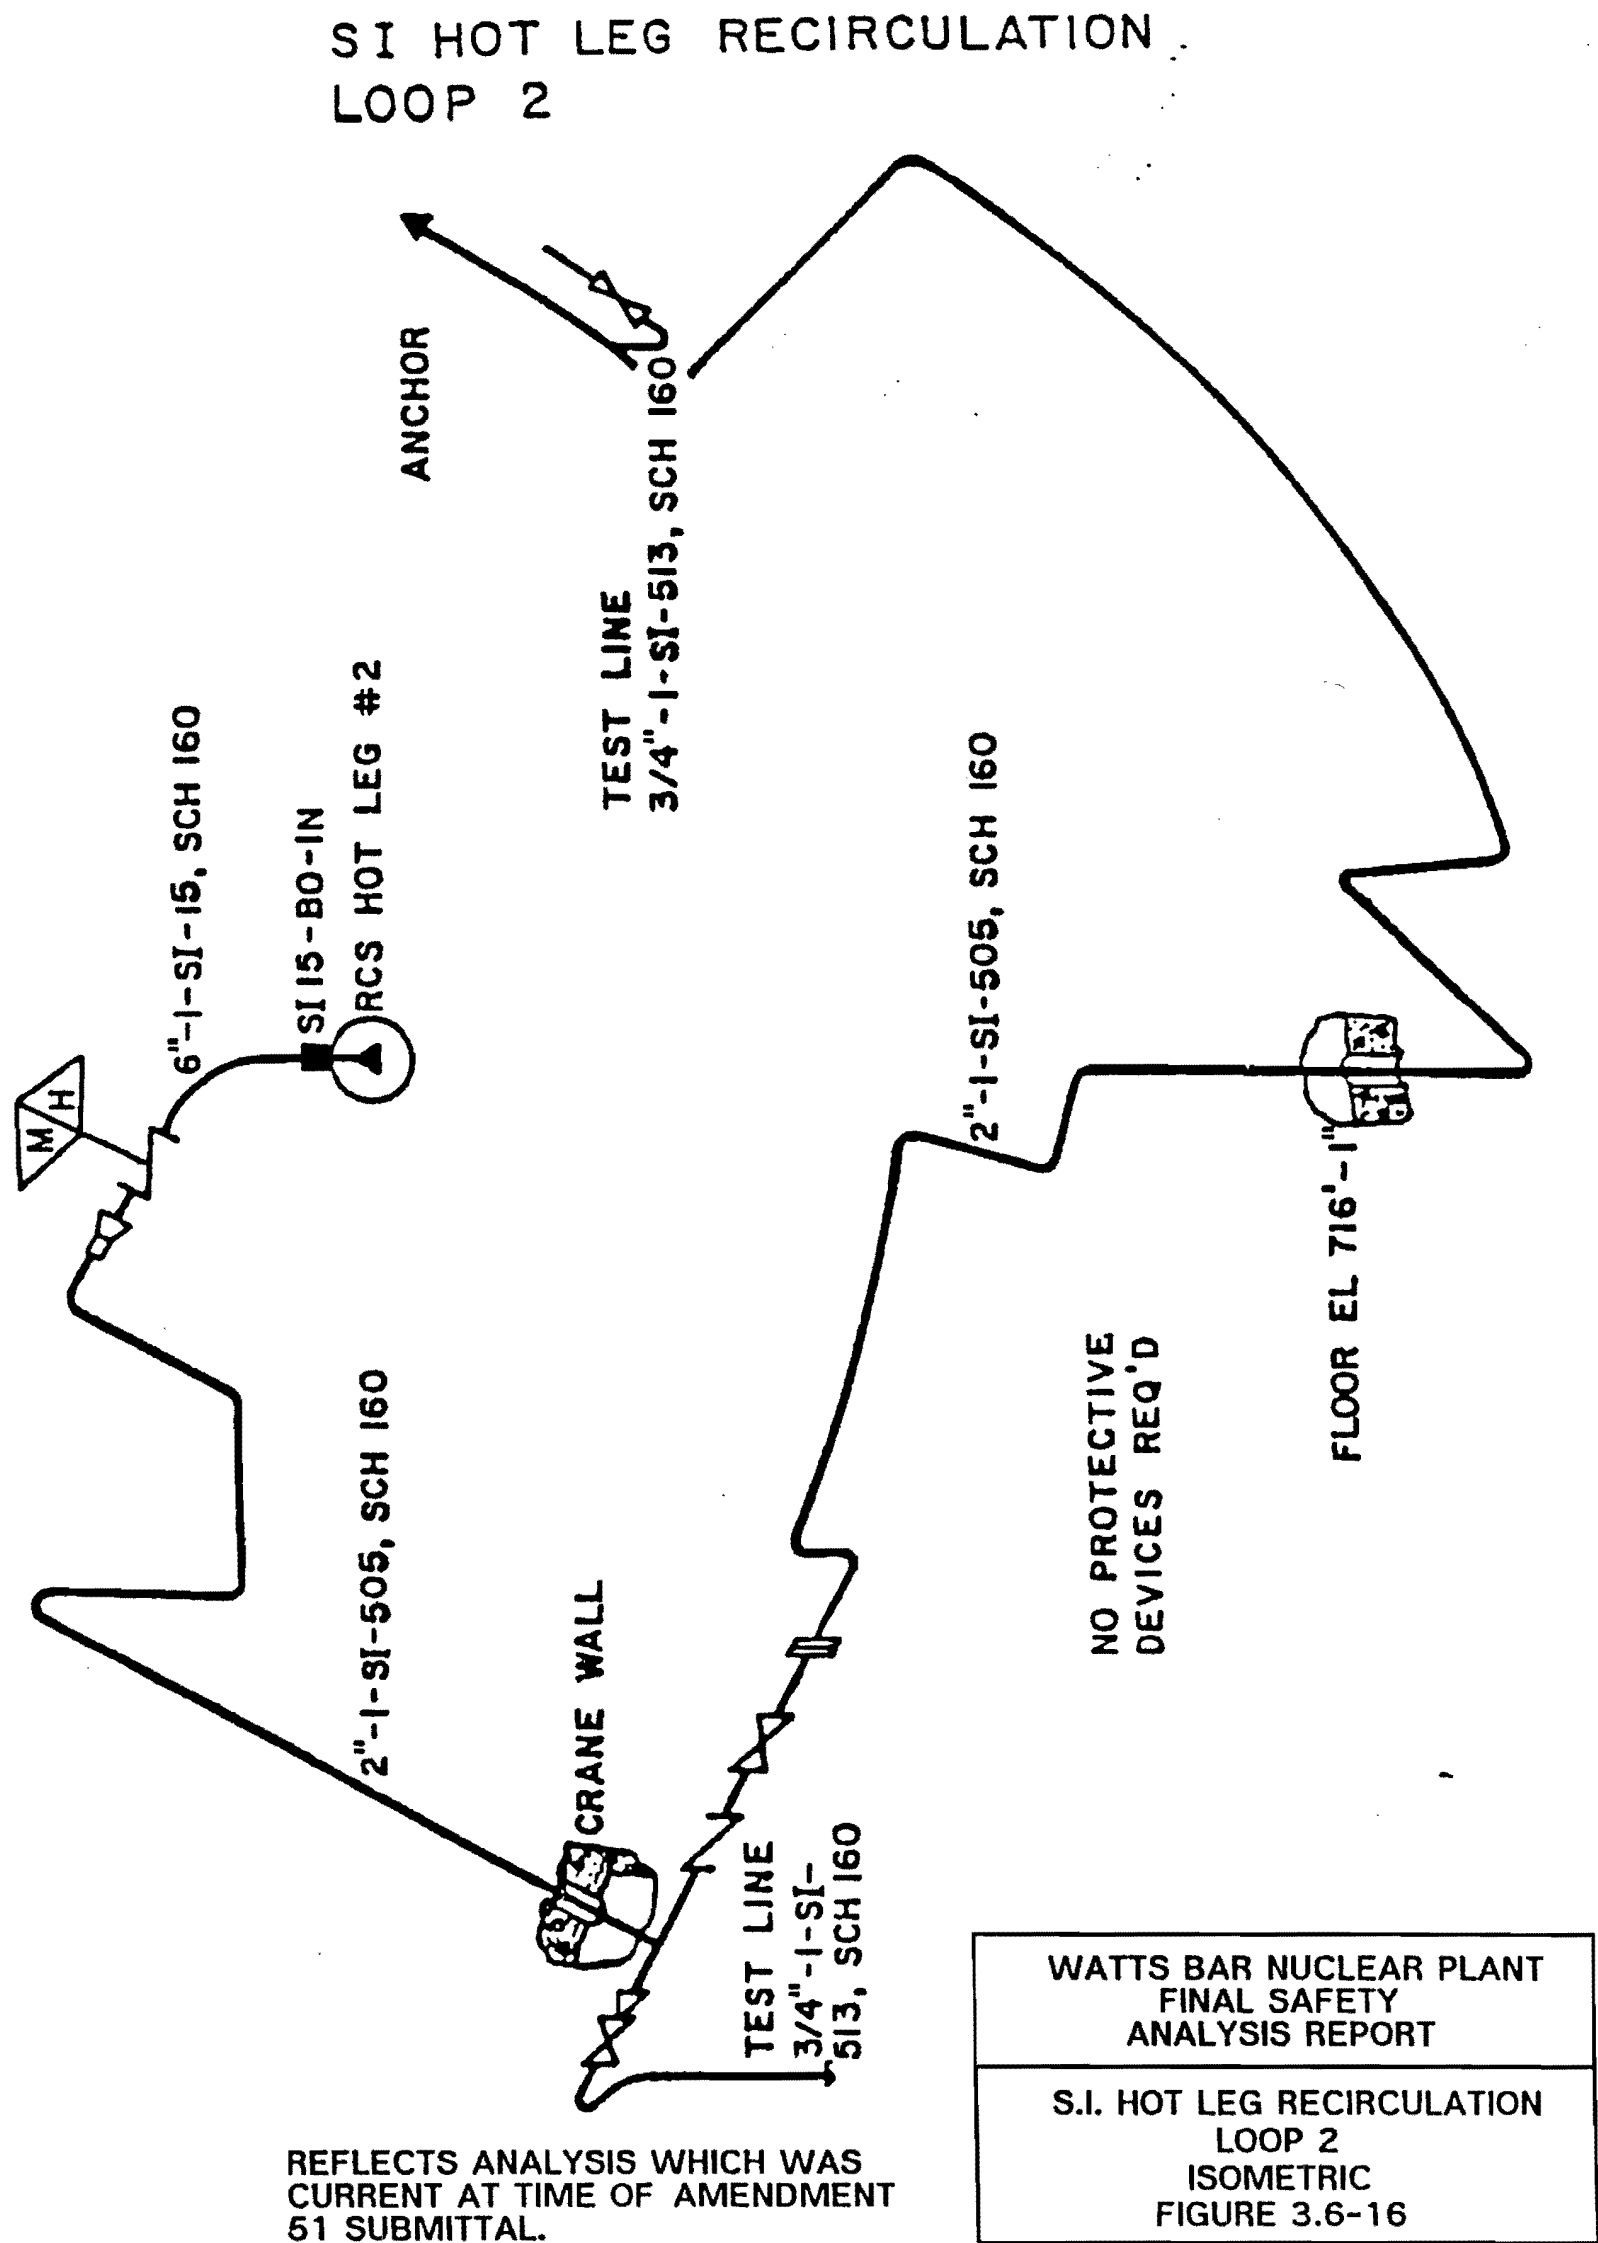 SI HOT LEG RECIRCULATION
LOOP 2
ANCHOR
TEST LINE
3/4"-1-SI-513, SCH 160
6"-1-SI-15, SCH 160
SI15-BO-IN
RCS HOT LEG #2
M H
2"-1-SI-505, SCH 160
2"-1-SI-505, SCH 160
CRANE WALL
FLOOR EL 716'-1"
NO PROTECTIVE
DEVICES REQ'D
TEST LINE
3/4"-1-SI-
513, SCH 160
WATTS BAR NUCLEAR PLANT
FINAL SAFETY
ANALYSIS REPORT
S.I. HOT LEG RECIRCULATION
LOOP 2
ISOMETRIC
FIGURE 3.6-16
REFLECTS ANALYSIS WHICH WAS
CURRENT AT TIME OF AMENDMENT
51 SUBMITTAL.